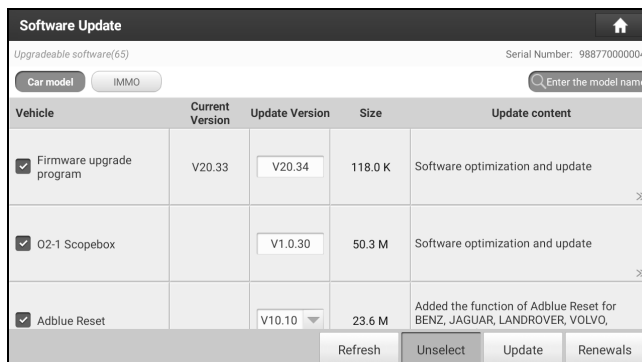 Software Update
Upgradeable software(65)
Serial Number: 98877000004
Car model
IMMO
Enter the model name
Vehicle
Current
Version
Update Version
Size
Update content
Firmware upgrade
program
V20.33
V20.34
118.0 K
Software optimization and update
O2-1 Scopebox
V1.0.30
50.3 M
Software optimization and update
Adblue Reset
V10.10
23.6 M
Added the function of Adblue Reset for
BENZ, JAGUAR, LANDROVER, VOLVO,
Refresh
Unselect
Update
Renewals